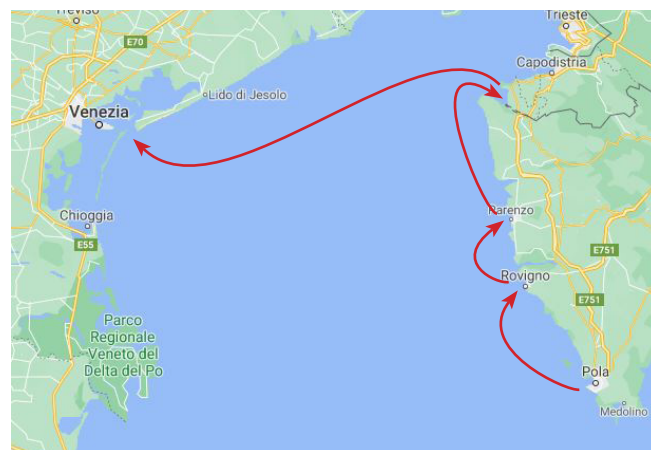 Treviso
Trieste
E70
Capodistria
Lido di Jesolo
Venezia
Parenzo
Chioggia
E55
E751
Rovigno
E751
Parco
Regionale
Veneto del
Delta del Po
Pola
Medolino